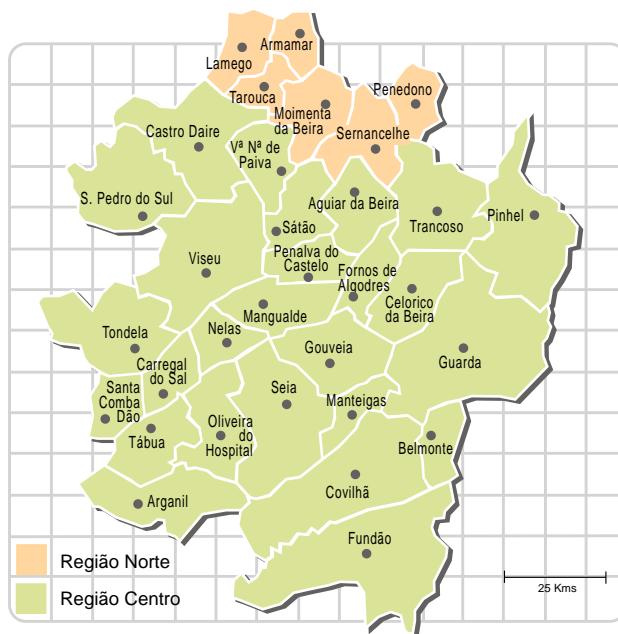 Armamar
Lamego
Tarouca
Penedono
Moimenta
da Beira
Castro Daire
Vª Nª de
Paiva
Sernancelhe
S. Pedro do Sul
Aguiar da Beira
Trancoso
Pinhel
Sátão
Viseu
Penalva do
Castelo
Fornos de
Algodres
Celorico
da Beira
Mangualde
Tondela
Nelas
Gouveia
Guarda
Carregal
do Sal
Santa
Comba
Dão
Seia
Manteigas
Tábua
Oliveira
do
Hospital
Belmonte
Arganil
Covilhã
Fundão
Região Norte
Região Centro
25 Kms